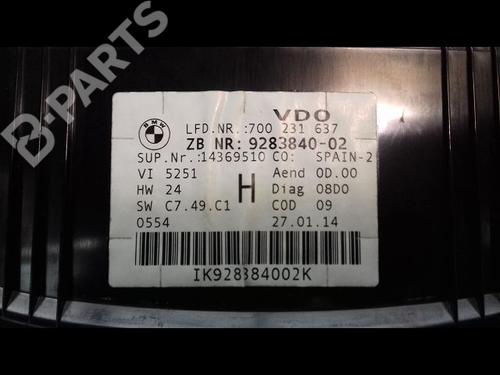 B-PARTS
BMW
VDO
LFD.NR.:700 231 637
ZB NR: 9283840-02
SUP.Nr.:14369510 CO: SPAIN-2
VI 5251 Aend 0D.00
HW 24 H Diag 08D0
SW C7.49.C1 COD 09
0554 27.01.14
IK928384002K